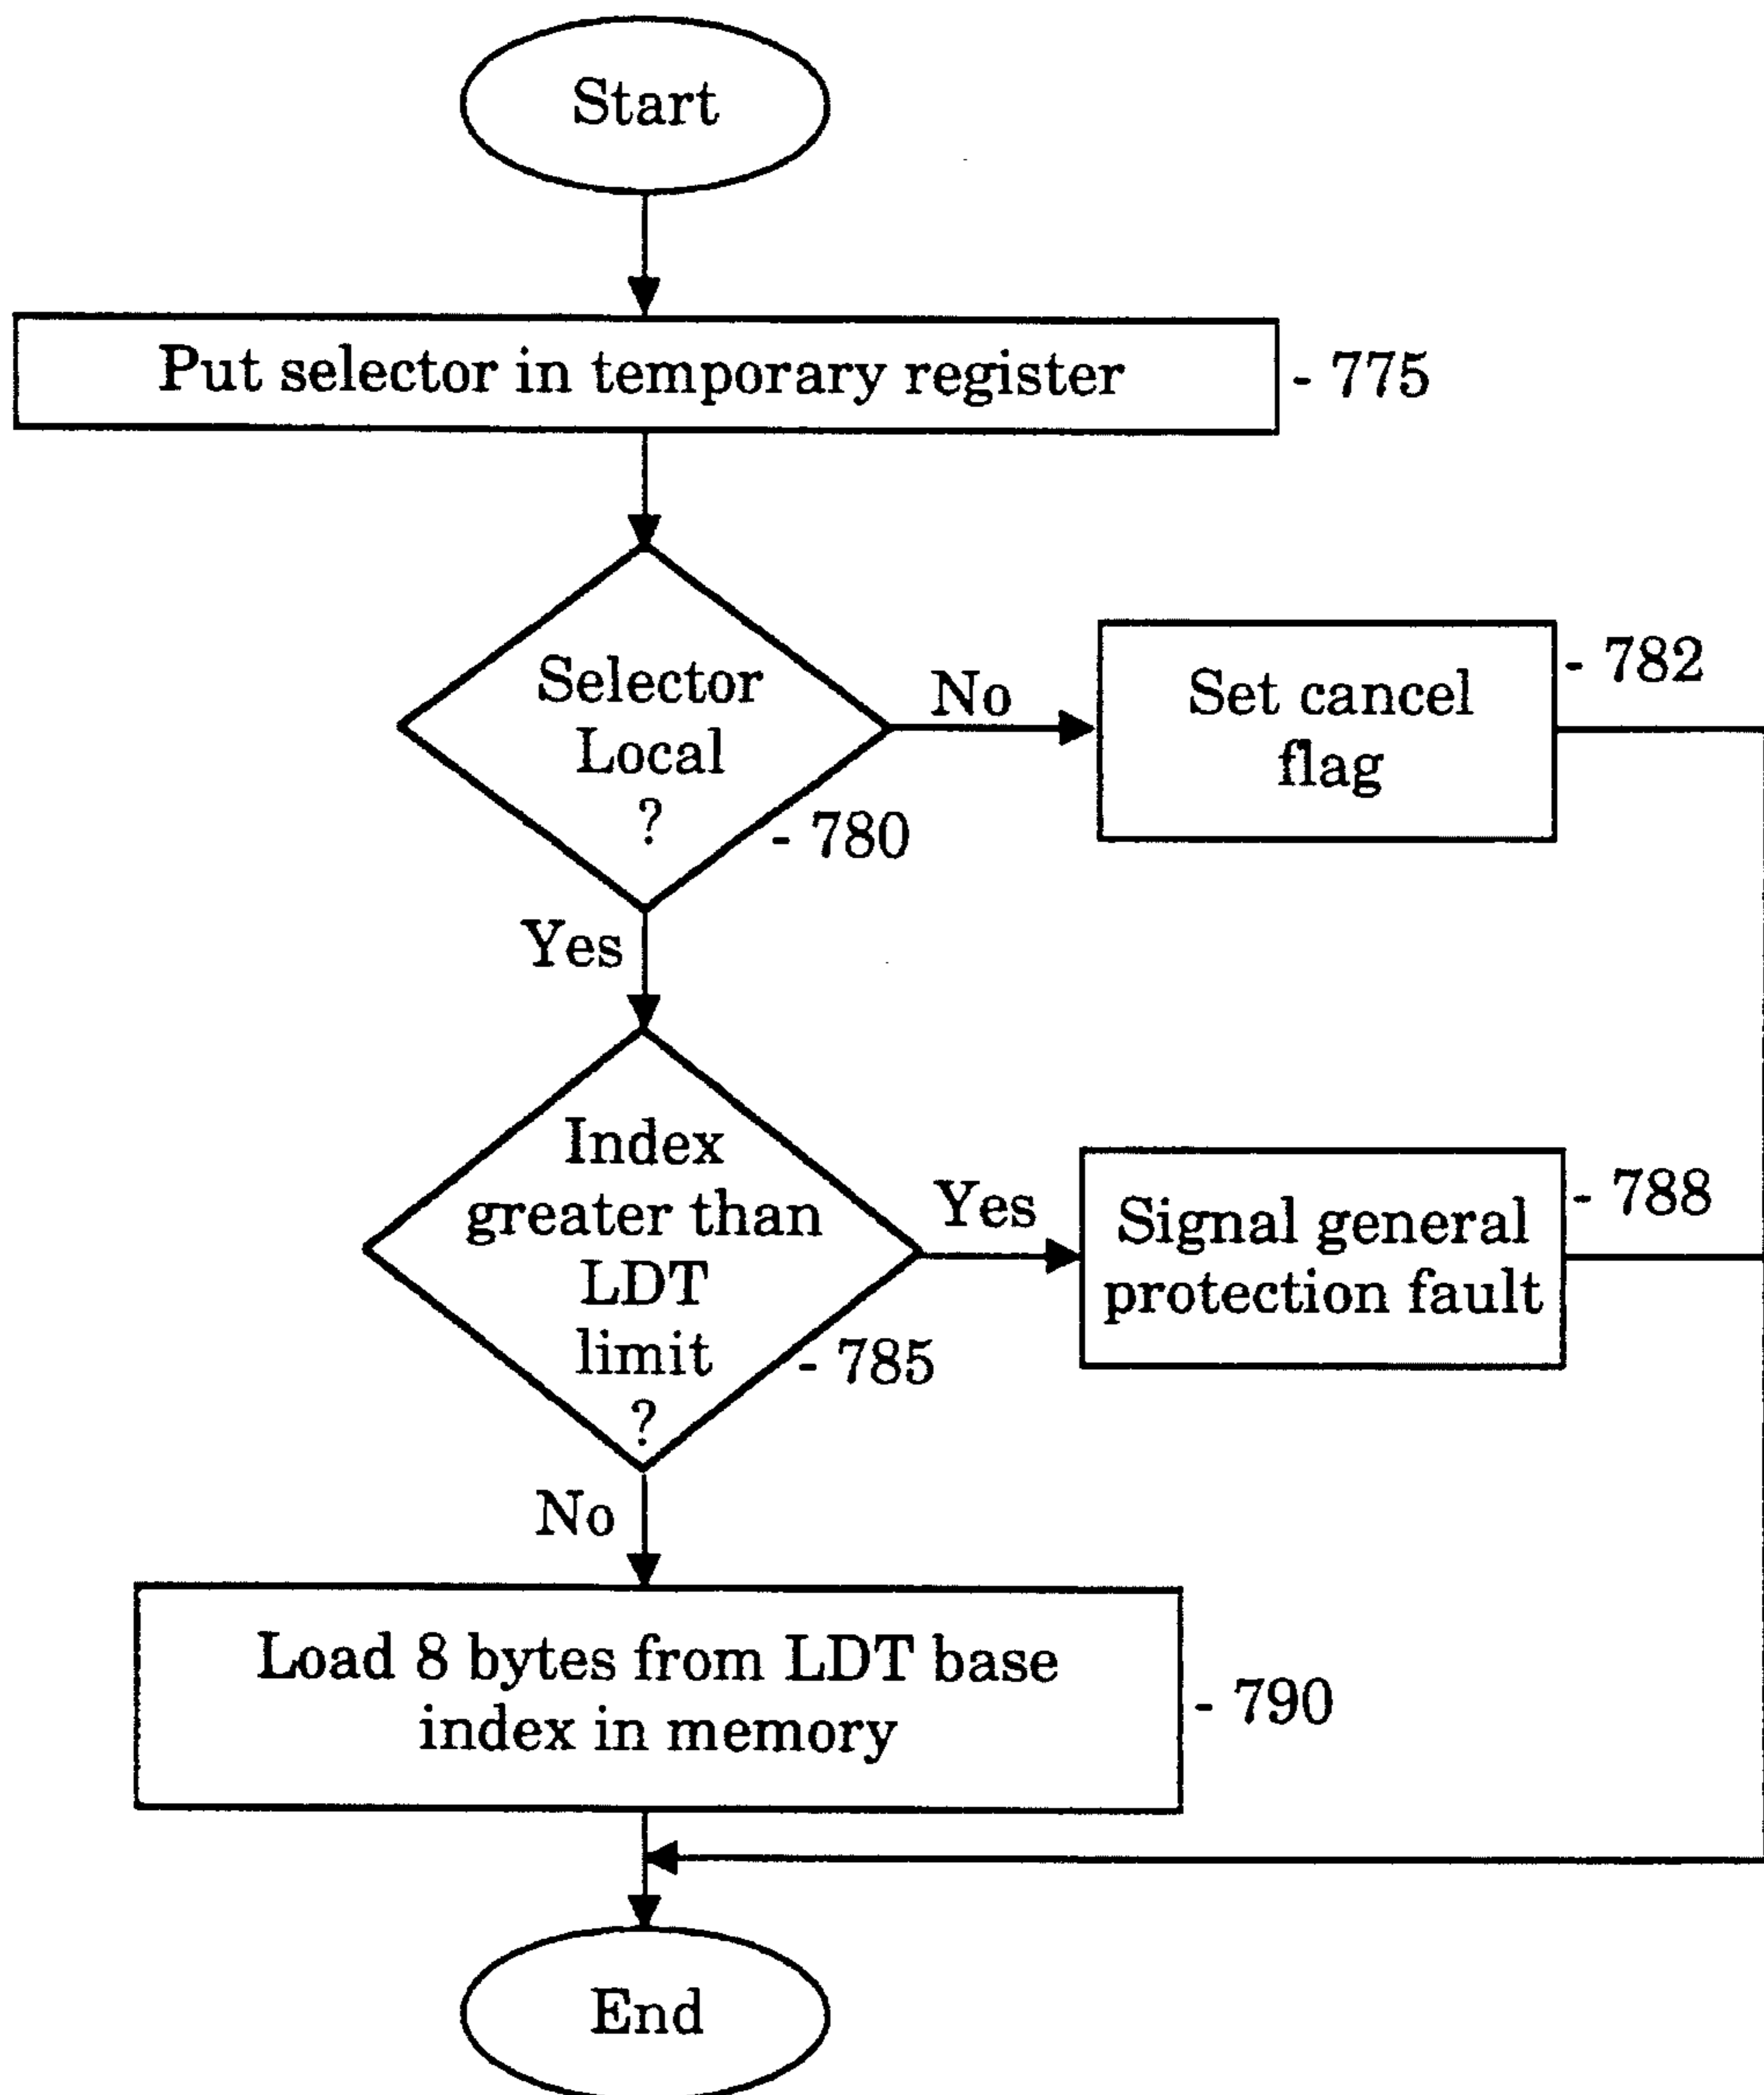 Start
Put selector in temporary register
- 775
Selector
Local
?
- 780
No
Set cancel
flag
- 782
Yes
Index
greater than
LDT
limit
?
- 785
Yes
Signal general
protection fault
- 788
No
Load 8 bytes from LDT base
index in memory
- 790
End